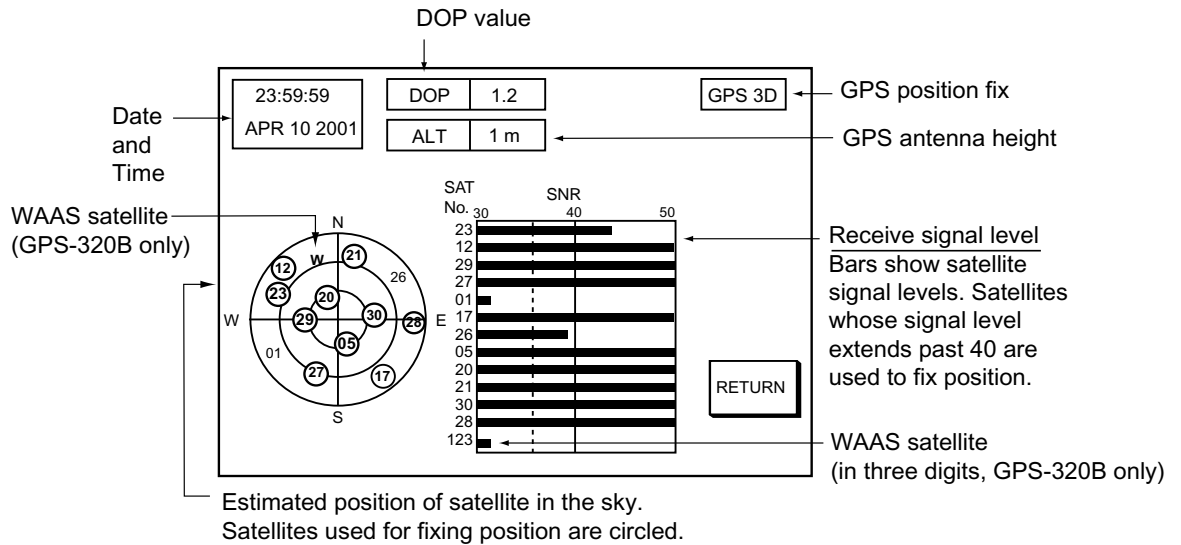 DOP value
23:59:59
APR 10 2001
DOP 1.2
ALT 1 m
GPS 3D
GPS position fix
GPS antenna height
Date
and
Time
WAAS satellite
(GPS-320B only)
N
W
E
S
12
W
21
26
23
20
29
30
28
05
01
27
17
SAT
No.
SNR
30 40 50
23
12
29
27
01
17
26
05
20
21
30
28
123
Receive signal level
Bars show satellite
signal levels. Satellites
whose signal level
extends past 40 are
used to fix position.
RETURN
WAAS satellite
(in three digits, GPS-320B only)
Estimated position of satellite in the sky.
Satellites used for fixing position are circled.